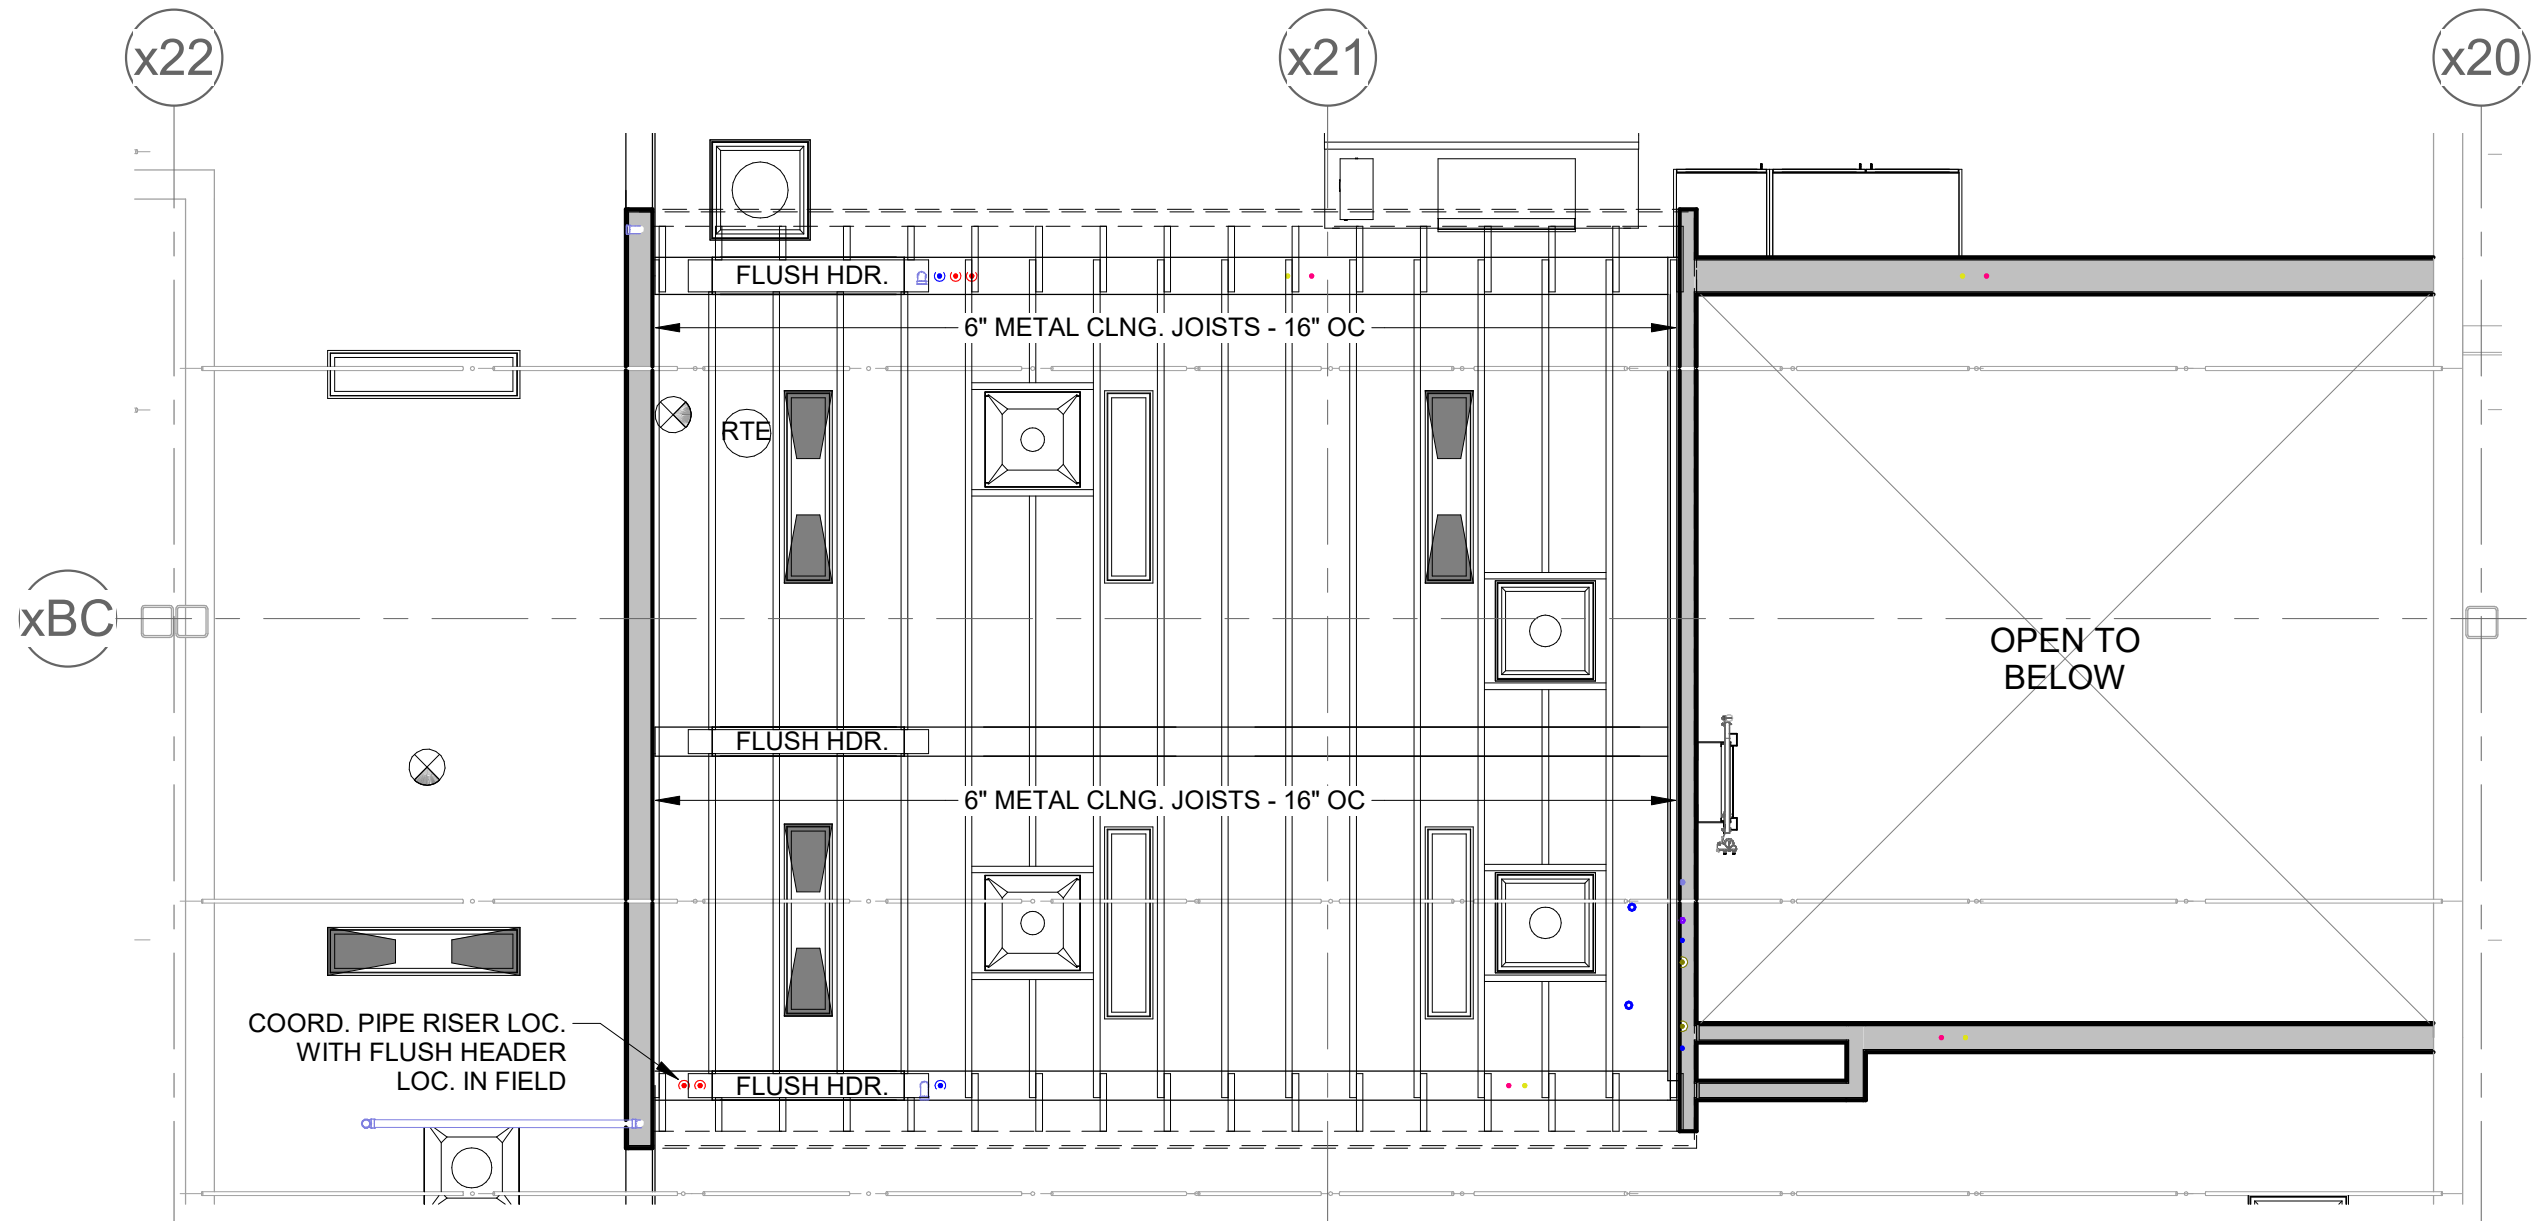 x22
x21
x20
FLUSH HDR.
6" METAL CLNG. JOISTS - 16" OC
RTE
xBC
OPEN TO
BELOW
FLUSH HDR.
6" METAL CLNG. JOISTS - 16" OC
COORD. PIPE RISER LOC.
WITH FLUSH HEADER
LOC. IN FIELD
FLUSH HDR.